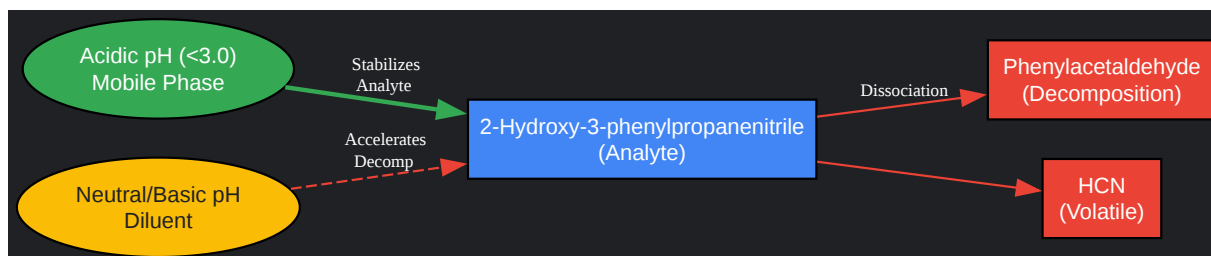 Acidic pH (<3.0)
Mobile Phase
Stabilizes
Analyte
Accelerates
Decomp
Neutral/Basic pH
Diluent
2-Hydroxy-3-phenylpropanenitrile
(Analyte)
Dissociation
Phenylacetaldehyde
(Decomposition)
HCN
(Volatile)